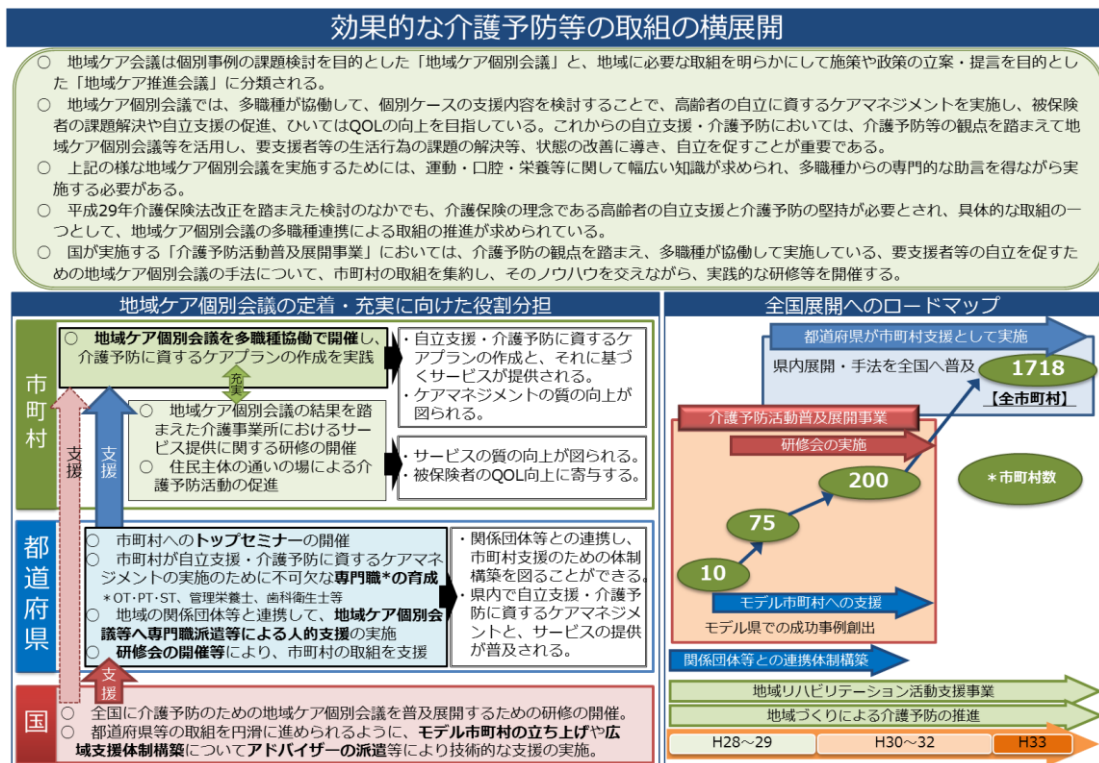 効果的な介護予防等の取組の横展開
○　地域ケア会議は個別事例の課題検討を目的とした「地域ケア個別会議」と、地域に必要な取組を明らかにして施策や政策の立案・提言を目的とし
た「地域ケア推進会議」に分類される。
○　地域ケア個別会議では、多職種が協働して、個別ケースの支援内容を検討することで、高齢者の自立に資するケアマネジメントを実施し、被保険
者の課題解決や自立支援の促進、ひいてはQOLの向上を目指している。これからの自立支援・介護予防においては、介護予防等の観点を踏まえて地
域ケア個別会議等を活用し、要支援者等の生活行為の課題の解決等、状態の改善に導き、自立を促すことが重要である。
○　上記の様な地域ケア個別会議を実施するためには、運動・口腔・栄養等に関して幅広い知識が求められ、多職種からの専門的な助言を得ながら実
施する必要がある。
○　平成29年介護保険法改正を踏まえた検討のなかでも、介護保険の理念である高齢者の自立支援と介護予防の堅持が必要とされ、具体的な取組の一
つとして、地域ケア個別会議の多職種連携による取組の推進が求められている。
○　国が実施する「介護予防活動普及展開事業」においては、介護予防の観点を踏まえ、多職種が協働して実施している、要支援者等の自立を促すた
めの地域ケア個別会議の手法について、市町村の取組を集約し、そのノウハウを交えながら、実践的な研修等を開催する。
地域ケア個別会議の定着・充実に向けた役割分担
市町村
○　地域ケア個別会議を多職種協働で開催し、
介護予防に資するケアプランの作成を実践
・自立支援・介護予防に資するケ
アプランの作成と、それに基づ
くサービスが提供される。
・ケアマネジメントの質の向上が
図られる。
充実
○　地域ケア個別会議の結果を踏
まえた介護事業所におけるサー
ビス提供に関する研修の開催
○　住民主体の通いの場による介
護予防活動の促進
・サービスの質の向上が図られる。
・被保険者のQOL向上に寄与する。
支援
支援
都道府県
○　市町村へのトップセミナーの開催
○　市町村が自立支援・介護予防に資するケアマネ
ジメントの実施のために不可欠な専門職*の育成
＊OT・PT・ST、管理栄養士、歯科衛生士等
○　地域の関係団体等と連携して、地域ケア個別会
議等へ専門職派遣等による人的支援の実施
○　研修会の開催等により、市町村の取組を支援
・関係団体等との連携し、
市町村支援のための体制
構築を図ることができる。
・県内で自立支援・介護予
防に資するケアマネジメ
ントと、サービスの提供
が普及される。
支援
国
○　全国に介護予防のための地域ケア個別会議を普及展開するための研修の開催。
○　都道府県等の取組を円滑に進められるように、モデル市町村の立ち上げや広
域支援体制構築についてアドバイザーの派遣等により技術的な支援の実施。
全国展開へのロードマップ
都道府県が市町村支援として実施
県内展開・手法を全国へ普及
1718
【全市町村】
介護予防活動普及展開事業
研修会の実施
200
＊市町村数
75
10
モデル市町村への支援
モデル県での成功事例創出
関係団体等との連携体制構築
地域リハビリテーション活動支援事業
地域づくりによる介護予防の推進
H28～29
H30～32
H33